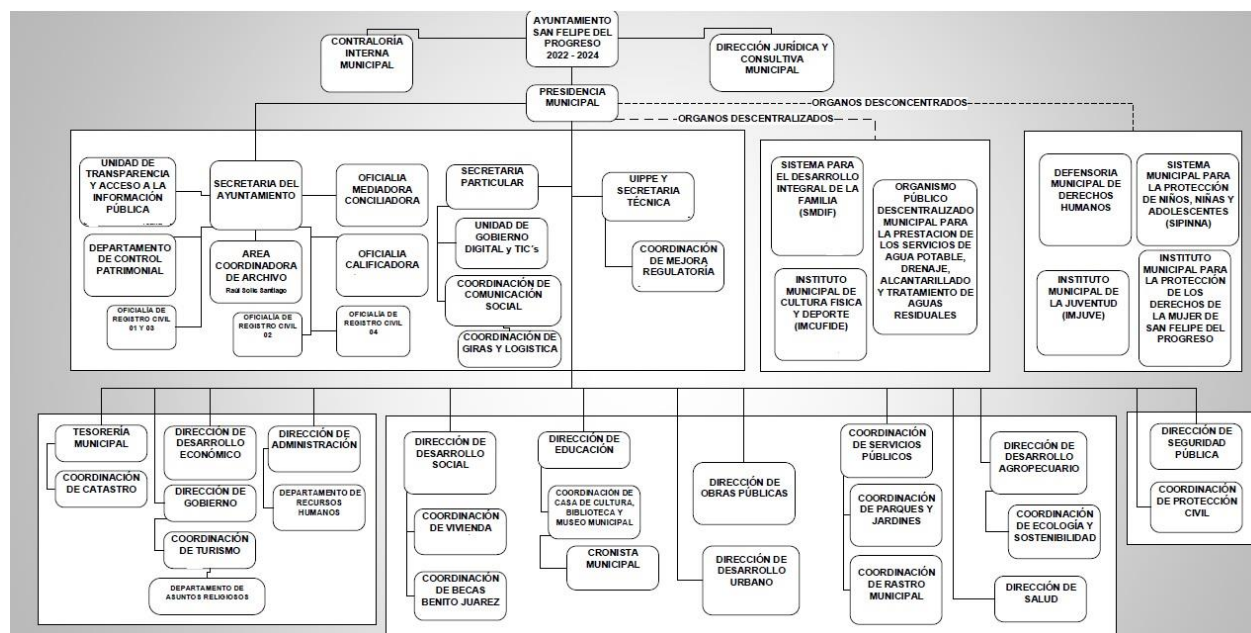 AYUNTAMIENTO
SAN FELIPE DEL
PROGRESO
2022 - 2024
CONTRALORÍA
INTERNA
MUNICIPAL
DIRECCIÓN JURÍDICA Y
CONSULTIVA
MUNICIPAL
PRESIDENCIA
MUNICIPAL
ORGANOS DESCONCENTRADOS
ORGANOS DESCENTRALIZADOS
UNIDAD DE
TRANSPARENCIA
Y ACCESO A LA
INFORMACIÓN
PÚBLICA
SECRETARIA DEL
AYUNTAMIENTO
OFICIALIA
MEDIADORA
CONCILIADORA
DEPARTAMENTO
DE CONTROL
PATRIMONIAL
AREA
COORDINADORA
DE ARCHIVO
Raúl Solis Santiago
OFICIALIA
CALIFICADORA
OFICIALÍA DE
REGISTRO CIVIL
01 Y 03
OFICIALÍA DE
REGISTRO CIVIL
02
OFICIALÍA DE
REGISTRO CIVIL 04
SECRETARIA
PARTICULAR
UNIDAD DE
GOBIERNO
DIGITAL y TIC's
COORDINACIÓN DE
COMUNICACIÓN
SOCIAL
COORDINACIÓN DE
GIRAS Y LOGISTICA
UIPPE Y
SECRETARIA
TÉCNICA
COORDINACIÓN
DE MEJORA
REGULATORÍA
SISTEMA PARA
EL DESARROLLO
INTEGRAL DE LA
FAMILIA
(SMDIF)
INSTITUTO
MUNICIPAL DE
CULTURA FISICA
Y DEPORTE
(IMCUFIDE)
ORGANISMO
PÚBLICO
DESCENTRALIZADO
MUNICIPAL PARA
LA PRESTACION DE
LOS SERVICIOS DE
AGUA POTABLE,
DRENAJE,
ALCANTARILLADO
Y TRATAMIENTO DE
AGUAS
RESIDUALES
DEFENSORIA
MUNICIPAL DE
DERECHOS
HUMANOS
SISTEMA
MUNICIPAL
PARA LA
PROTECCIÓN
DE NIÑOS, NIÑAS
Y
ADOLESCENTES
(SIPINNA)
INSTITUTO
MUNICIPAL DE
LA JUVENTUD
(IMJUVE)
INSTITUTO
MUNICIPAL PARA
LA PROTECCIÓN
DE LOS
DERECHOS DE
LA MUJER DE
SAN FELIPE DEL
PROGRESO
TESORERÍA
MUNICIPAL
COORDINACIÓN
DE CATASTRO
DIRECCIÓN DE
DESARROLLO
ECONÓMICO
DIRECCIÓN DE
GOBIERNO
COORDINACIÓN
DE TURISMO
DEPARTAMENTO DE
ASUNTOS RELIGIOSOS
DIRECCIÓN DE
ADMINISTRACIÓN
DEPARTAMENTO DE
RECURSOS
HUMANOS
DIRECCIÓN DE
DESARROLLO
SOCIAL
COORDINACIÓN
DE VIVIENDA
COORDINACIÓN
DE BECAS
BENITO JUAREZ
DIRECCIÓN DE
EDUCACIÓN
COORDINACIÓN DE
CASA DE CULTURA,
BIBLIOTECA Y
MUSEO MUNICIPAL
CRONISTA
MUNICIPAL
DIRECCIÓN DE
OBRAS PÚBLICAS
DIRECCIÓN DE
DESARROLLO
URBANO
COORDINACIÓN
DE SERVICIOS
PÚBLICOS
COORDINACIÓN
DE PARQUES Y
JARDINES
COORDINACIÓN
DE RASTRO
MUNICIPAL
DIRECCIÓN DE
DESARROLLO
AGROPECUARIO
COORDINACIÓN
DE ECOLOGÍA Y
SOSTENIBILIDAD
DIRECCIÓN
DE SALUD
DIRECCIÓN DE
SEGURIDAD
PÚBLICA
COORDINACIÓN
DE PROTECCIÓN
CIVIL